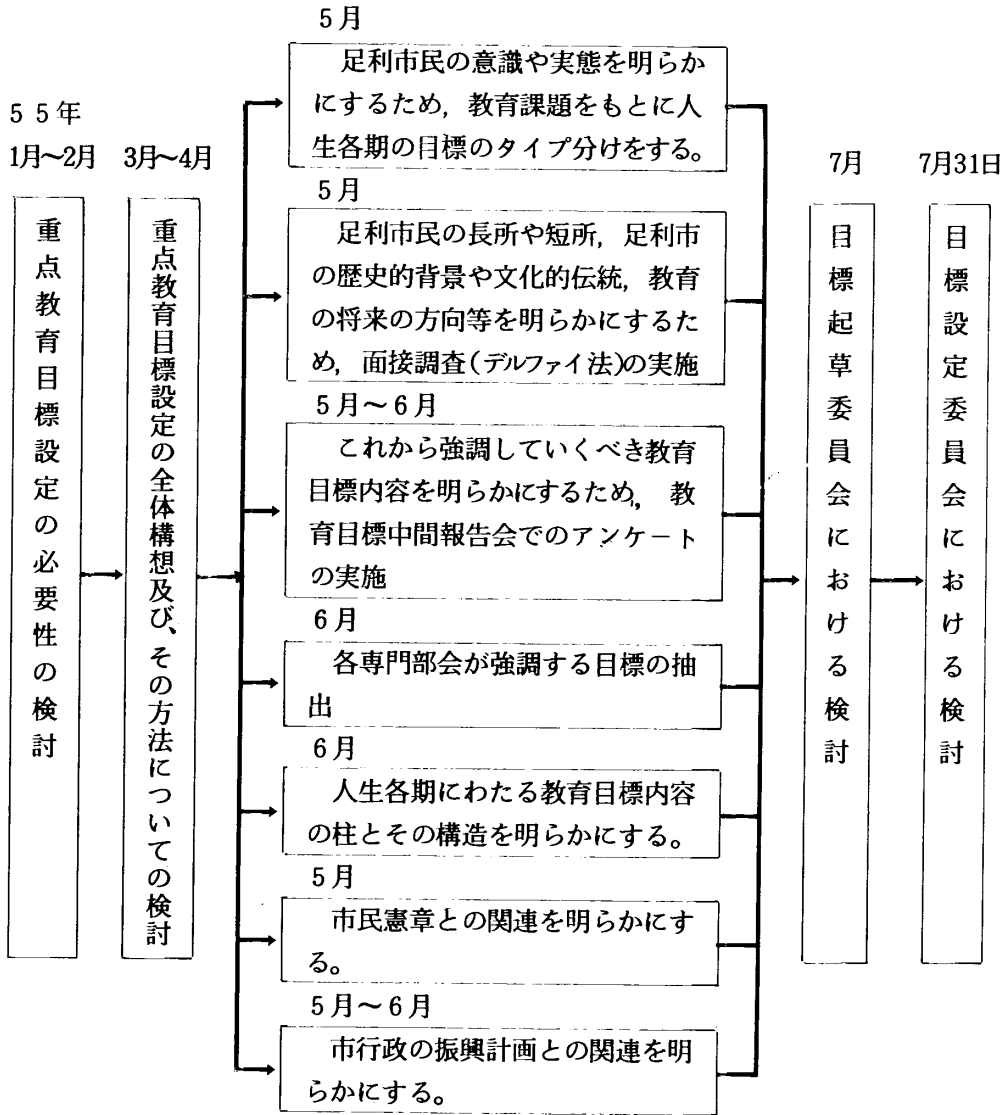 55年
1月～2月
重点教育目標設定の必要性の検討
3月～4月
重点教育目標設定の全体構想及び、その方法についての検討
5月
足利市民の意識や実態を明らか
にするため，教育課題をもとに人
生各期の目標のタイプ分けをする。
5月
足利市民の長所や短所，足利市
の歴史的背景や文化的伝統，教育
の将来の方向等を明らかにするた
め，面接調査(デルファイ法)の実施
5月～6月
これから強調していくべき教育
目標内容を明らかにするため，教
育目標中間報告会でのアンケート
の実施
6月
各専門部会が強調する目標の抽
出
6月
人生各期にわたる教育目標内容
の柱とその構造を明らかにする。
5月
市民憲章との関連を明らかにす
る。
5月～6月
市行政の振興計画との関連を明
らかにする。
7月
目標起草委員会における検討
7月31日
目標設定委員会における検討